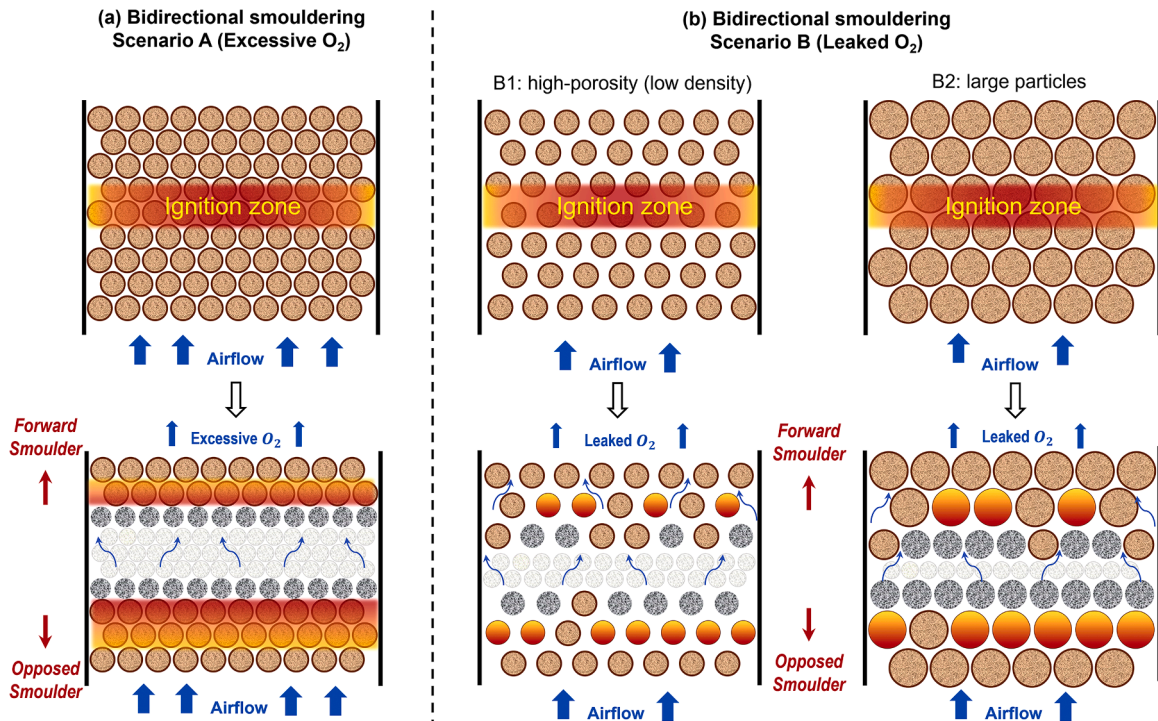 (a) Bidirectional smouldering
Scenario A (Excessive O₂)
Ignition zone
Airflow
Forward
Smoulder
Excessive O₂
Opposed
Smoulder
Airflow
(b) Bidirectional smouldering
Scenario B (Leaked O₂)
B1: high-porosity (low density)
Ignition zone
Airflow
Leaked O₂
Airflow
B2: large particles
Ignition zone
Airflow
Forward
Smoulder
Leaked O₂
Opposed
Smoulder
Airflow